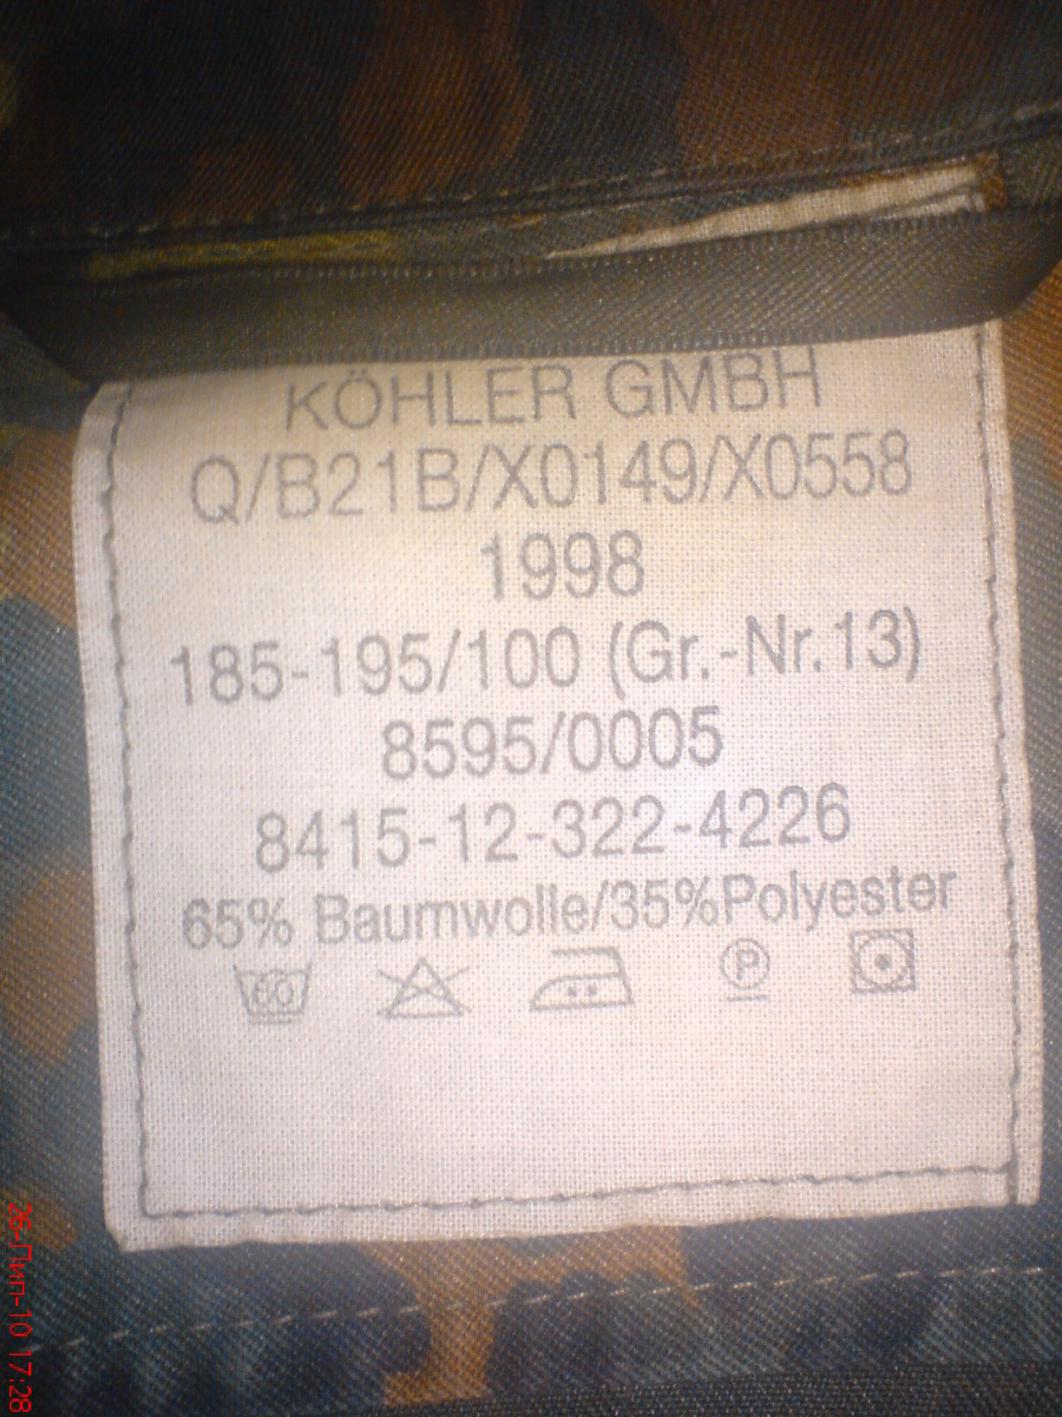 KÖHLER GMBH
Q/B21B/X0149/X0558
1998
185-195/100 (Gr.-Nr.13)
8595/0005
8415-12-322-4226
65% Baumwolle/35%Polyester
60
P
26-Лип-10 17:28